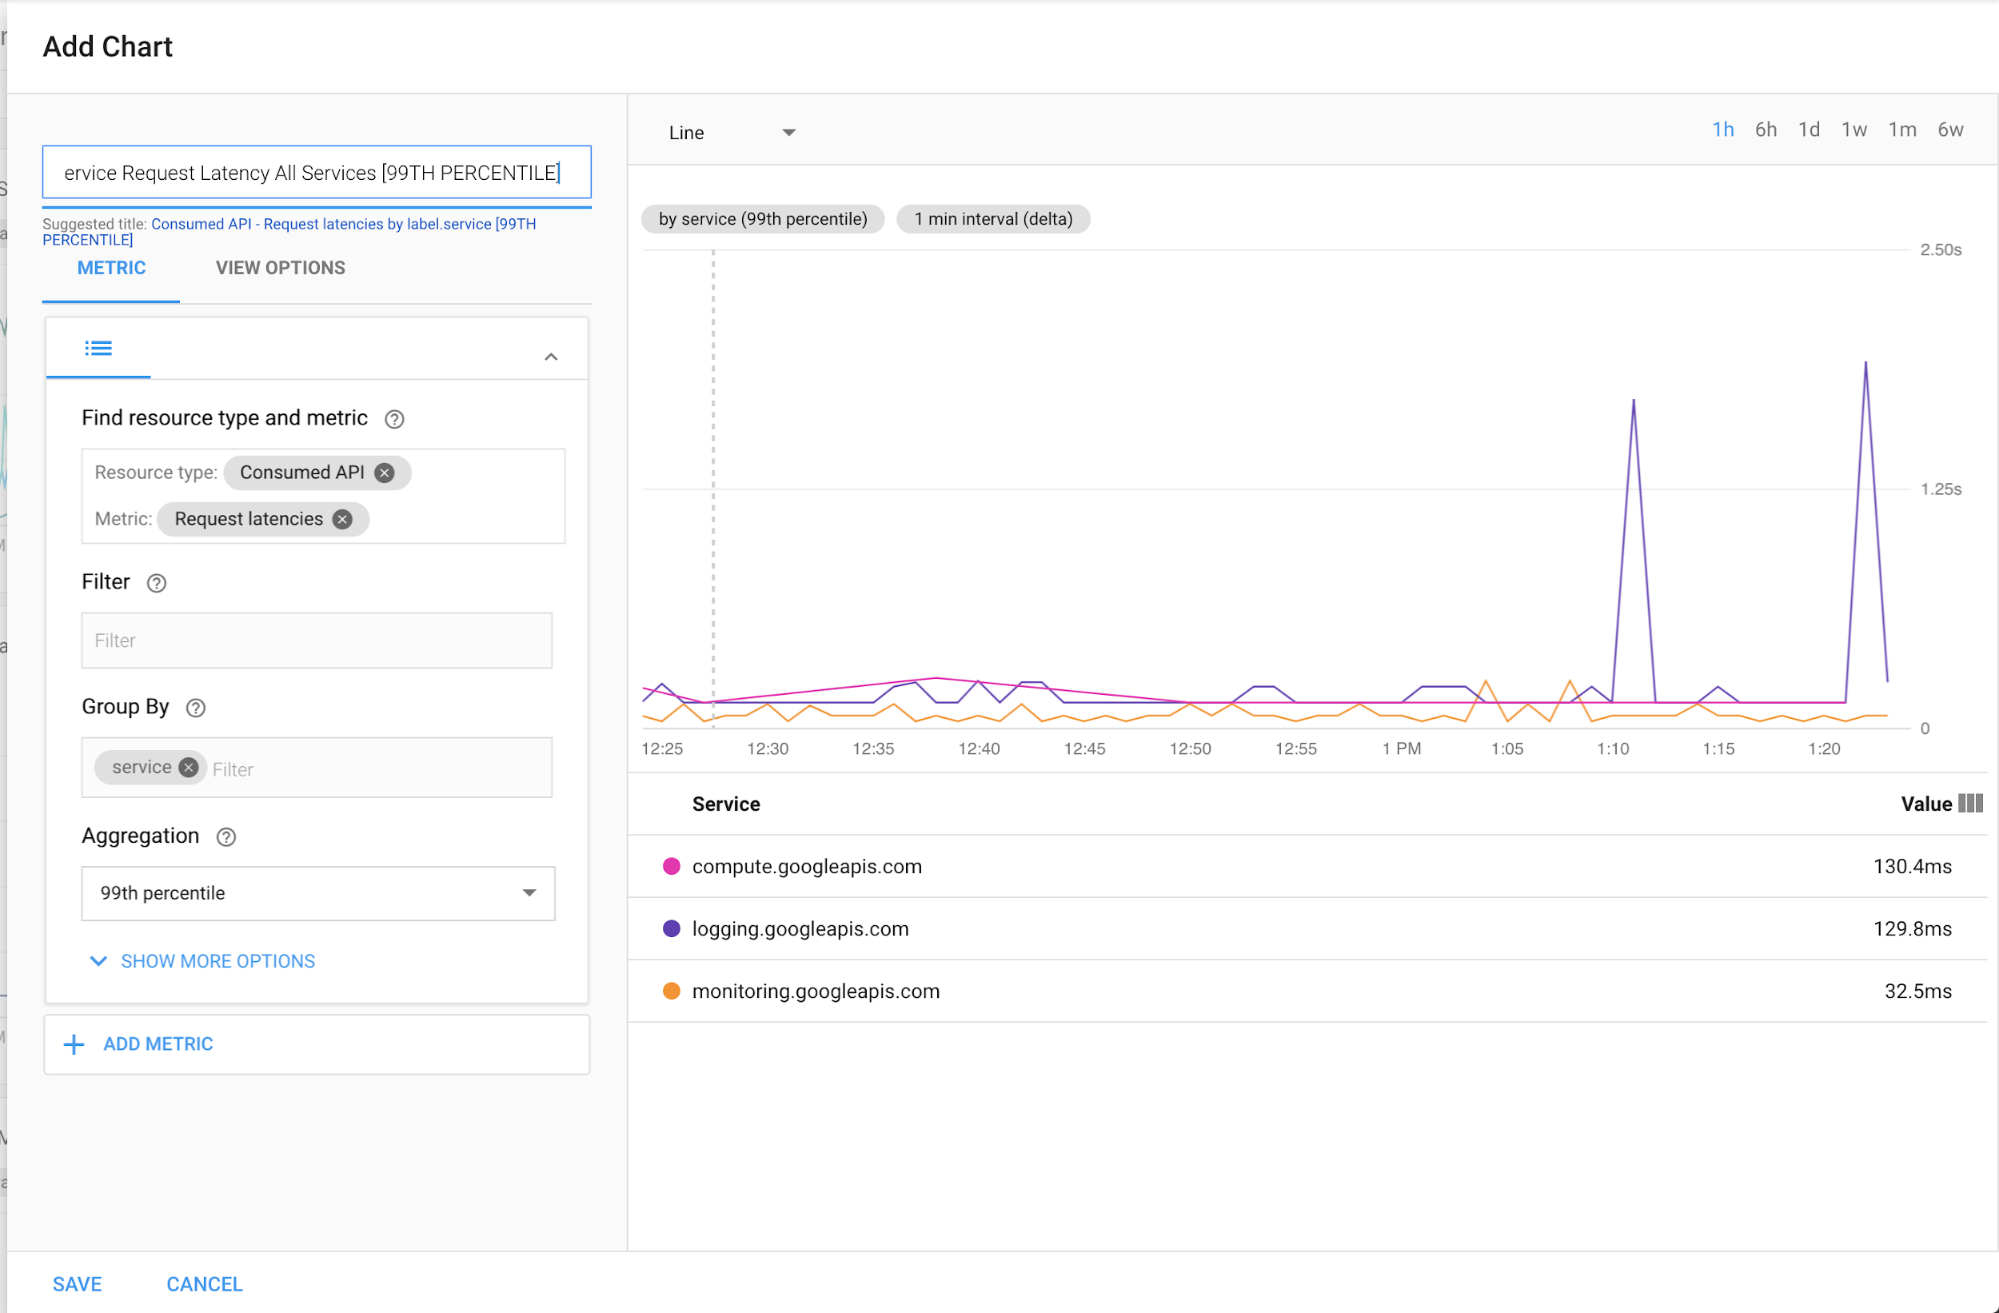 Add Chart
ervice Request Latency All Services [99TH PERCENTILE]
Suggested title: Consumed API - Request latencies by label.service [99TH
PERCENTILE]
METRIC VIEW OPTIONS
Find resource type and metric ?
Resource type: Consumed API
Metric: Request latencies
Filter ?
Filter
Group By ?
service Filter
Aggregation ?
99th percentile
SHOW MORE OPTIONS
+ ADD METRIC
SAVE CANCEL
Line
1h 6h 1d 1w 1m 6w
by service (99th percentile) 1 min interval (delta)
2.50s
1.25s
0
12:25 12:30 12:35 12:40 12:45 12:50 12:55 1 PM 1:05 1:10 1:15 1:20
Service Value
compute.googleapis.com 130.4ms
logging.googleapis.com 129.8ms
monitoring.googleapis.com 32.5ms